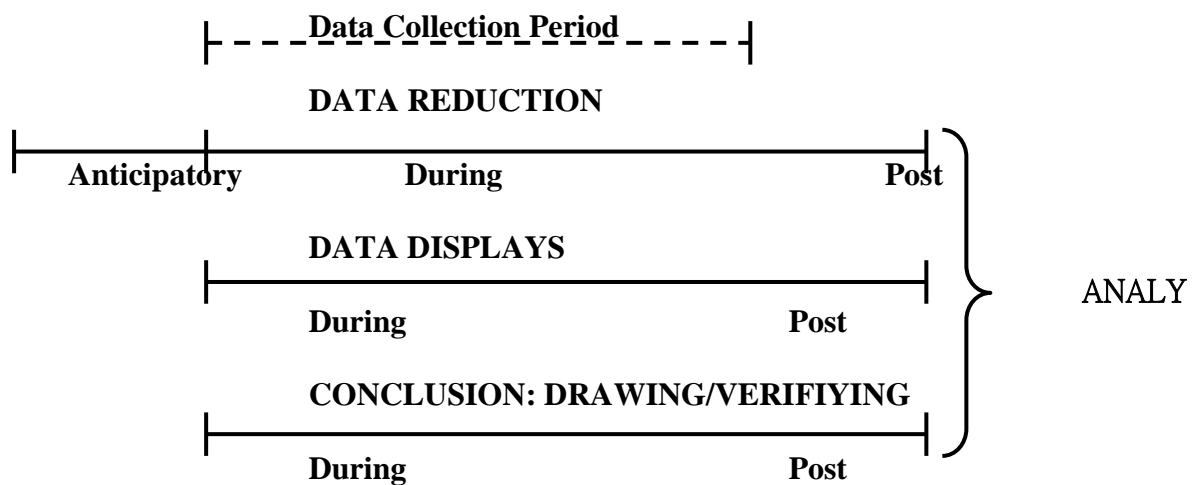 Data Collection Period
DATA REDUCTION
Anticipatory During Post
DATA DISPLAYS
ANALY
During Post
CONCLUSION: DRAWING/VERIFIYING
During Post